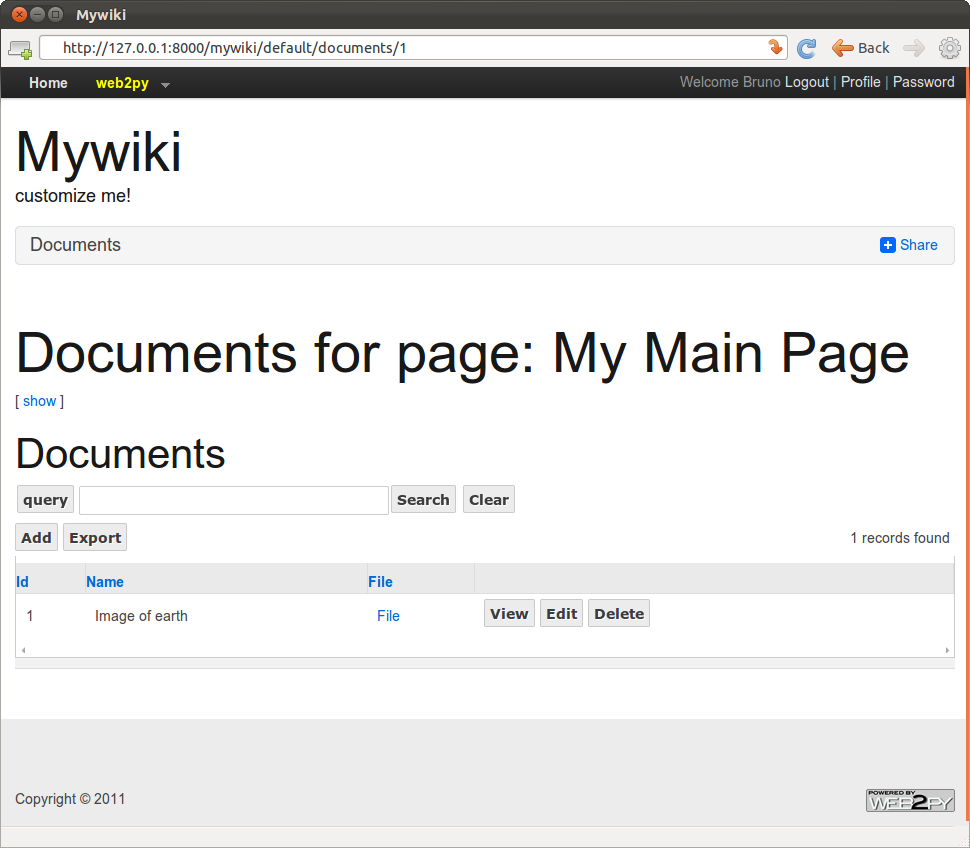 Mywiki
http://127.0.0.1:8000/mywiki/default/documents/1
Back
Home web2py Welcome Bruno Logout | Profile | Password
Mywiki
customize me!
Documents Share
Documents for page: My Main Page
[ show ]
Documents
query Search Clear
Add Export 1 records found
Id Name File
1 Image of earth File View Edit Delete
Copyright © 2011
POWERED BY
WEB2PY